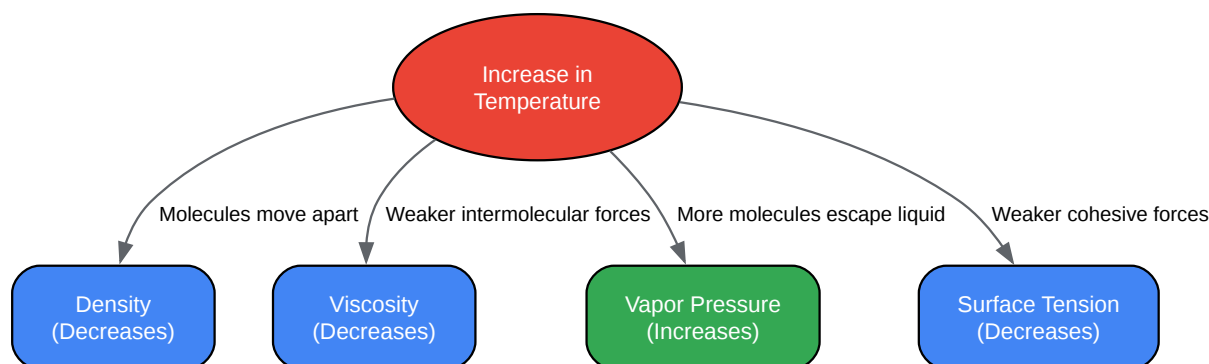 Increase in
Temperature
Molecules move apart
Weaker intermolecular forces
More molecules escape liquid
Weaker cohesive forces
Density
(Decreases)
Viscosity
(Decreases)
Vapor Pressure
(Increases)
Surface Tension
(Decreases)